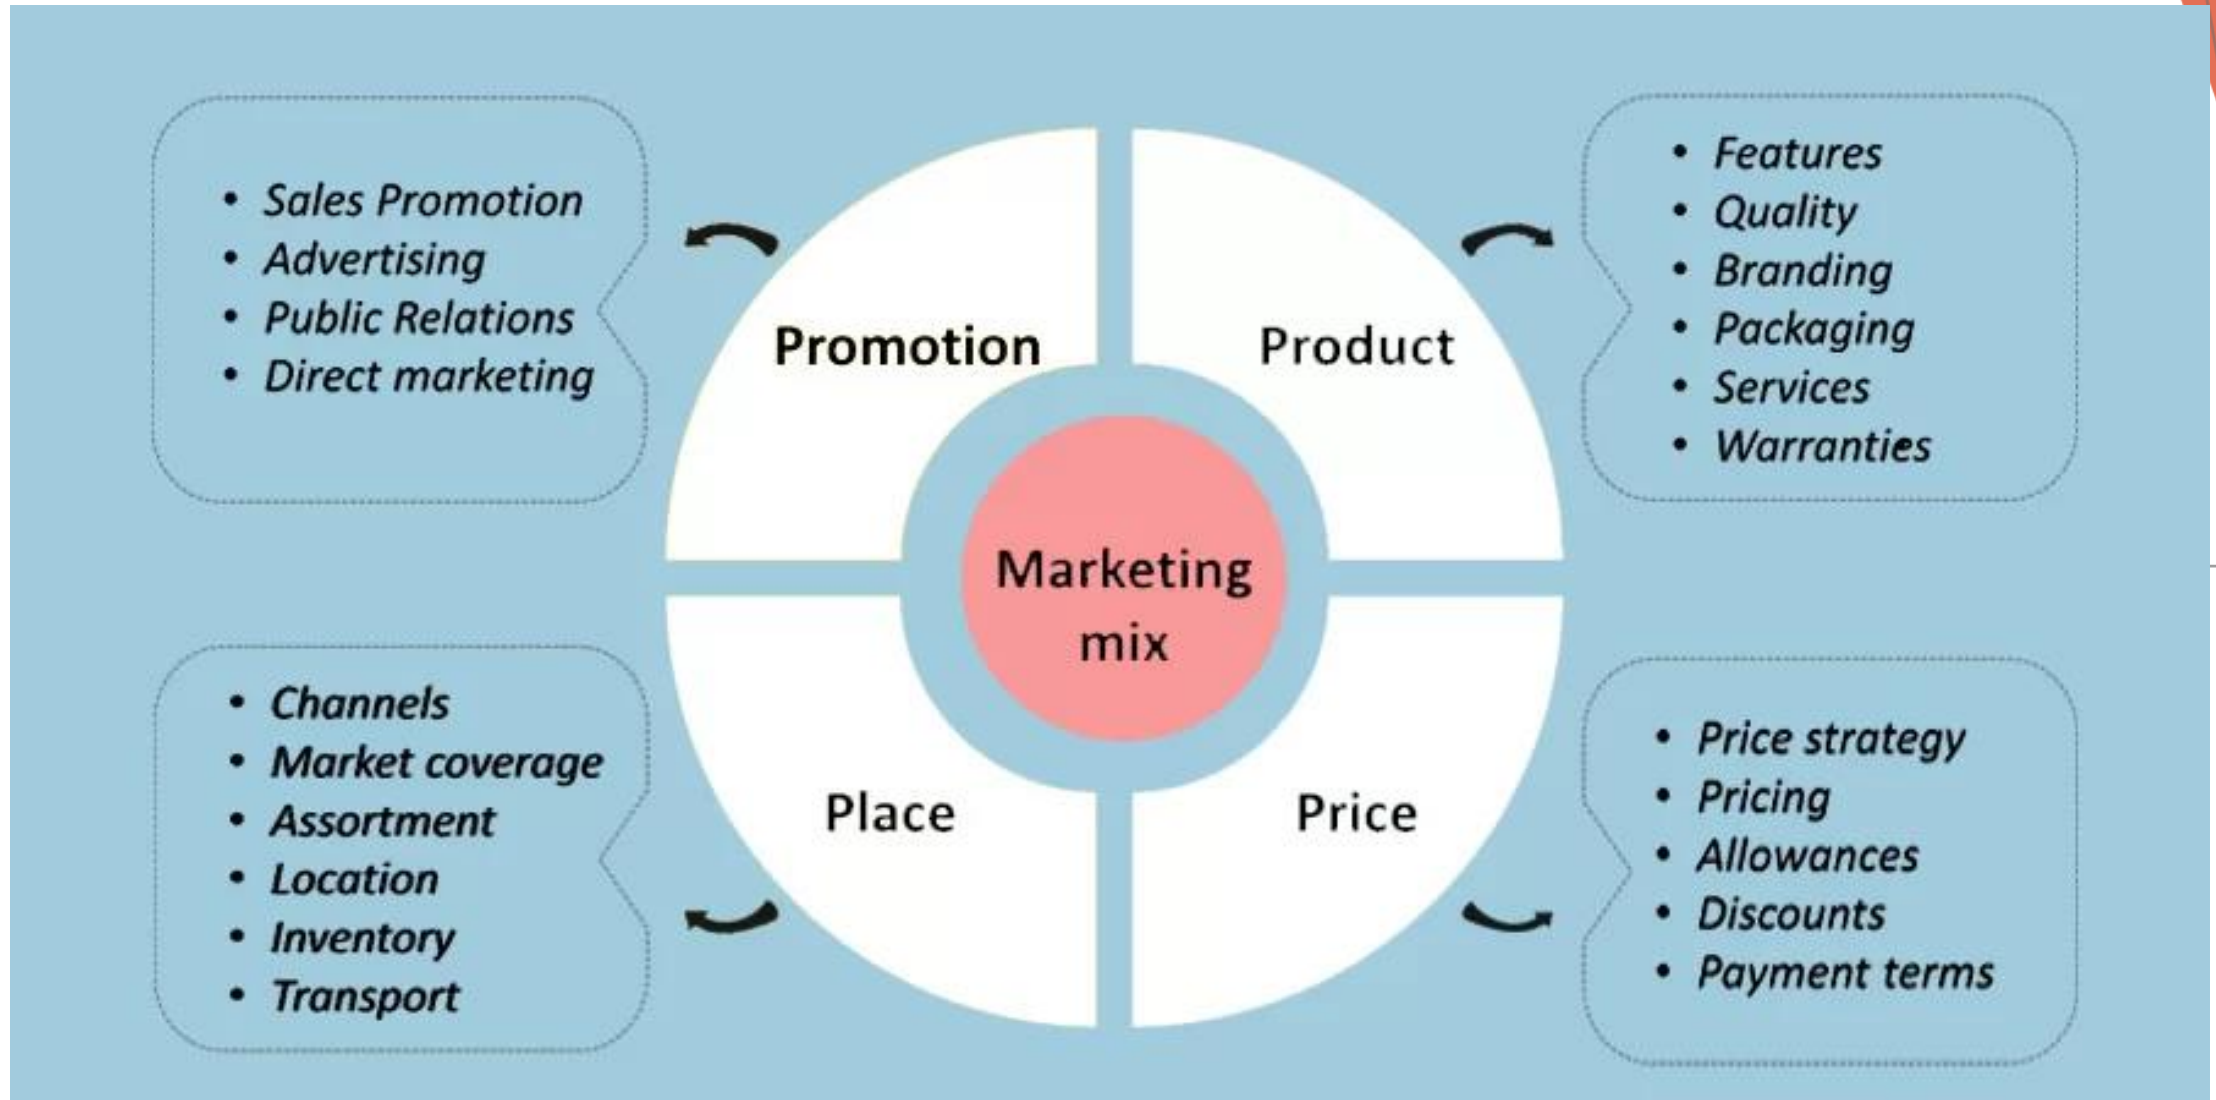 • Sales Promotion
• Advertising
• Public Relations
• Direct marketing
Promotion
Product
• Features
• Quality
• Branding
• Packaging
• Services
• Warranties
Marketing
mix
• Channels
• Market coverage
• Assortment
• Location
• Inventory
• Transport
Place
Price
• Price strategy
• Pricing
• Allowances
• Discounts
• Payment terms